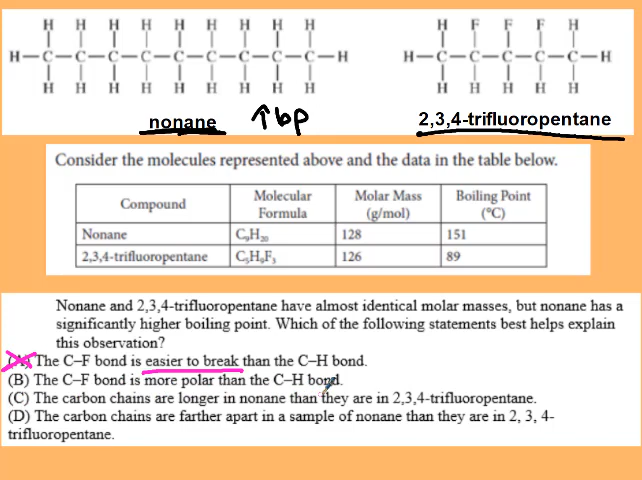 H H H H H H H H H H F F F H
H—C—C—C—C—C—C—C—C—C—H H—C—C—C—C—C—H
H H H H H H H H H H H H H H
nonane ↑bp 2,3,4-trifluoropentane
Consider the molecules represented above and the data in the table below.
Compound Molecular Formula Molar Mass (g/mol) Boiling Point (°C)
Nonane C₉H₂₀ 128 151
2,3,4-trifluoropentane C₅H₉F₃ 126 89
Nonane and 2,3,4-trifluoropentane have almost identical molar masses, but nonane has a
significantly higher boiling point. Which of the following statements best helps explain
this observation?
(A) The C–F bond is easier to break than the C–H bond.
(B) The C–F bond is more polar than the C–H bond.
(C) The carbon chains are longer in nonane than they are in 2,3,4-trifluoropentane.
(D) The carbon chains are farther apart in a sample of nonane than they are in 2, 3, 4-
trifluoropentane.